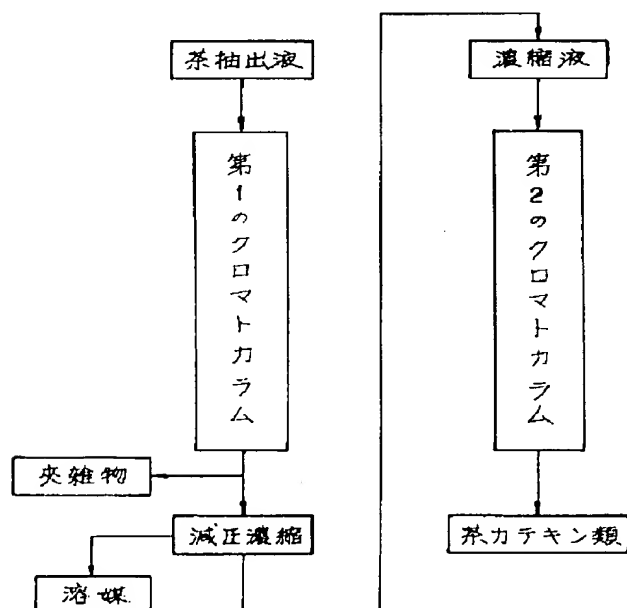 茶抽出液
第1のクロマトカラム
夾雑物
減圧濃縮
溶媒
濃縮液
第2のクロマトカラム
茶カテキン類